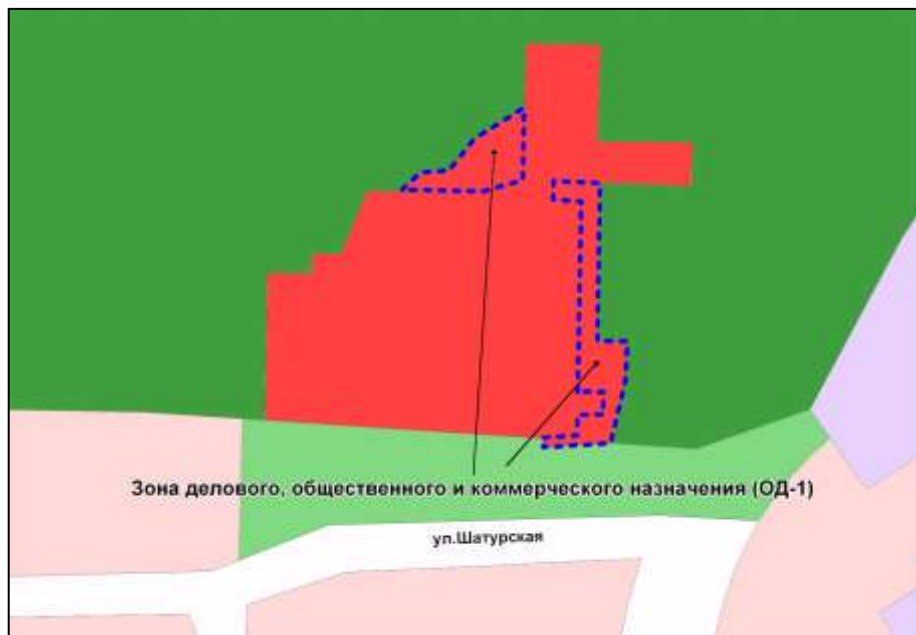 Зона делового, общественного и коммерческого назначения (ОД-1)
ул.Шатурская